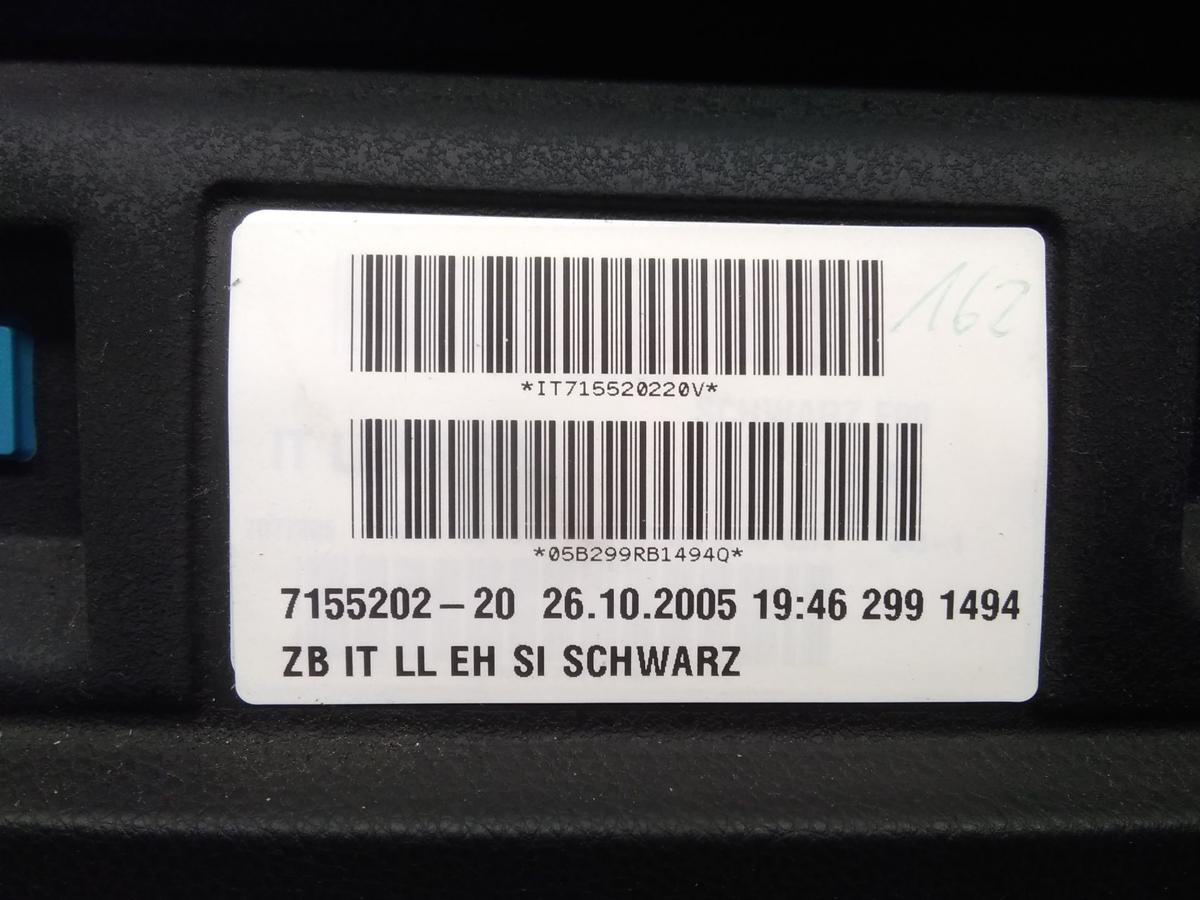 162
*IT715520220V*
*05B299RB1494Q*
7155202-20 26.10.2005 19:46 299 1494
ZB IT LL EH SI SCHWARZ